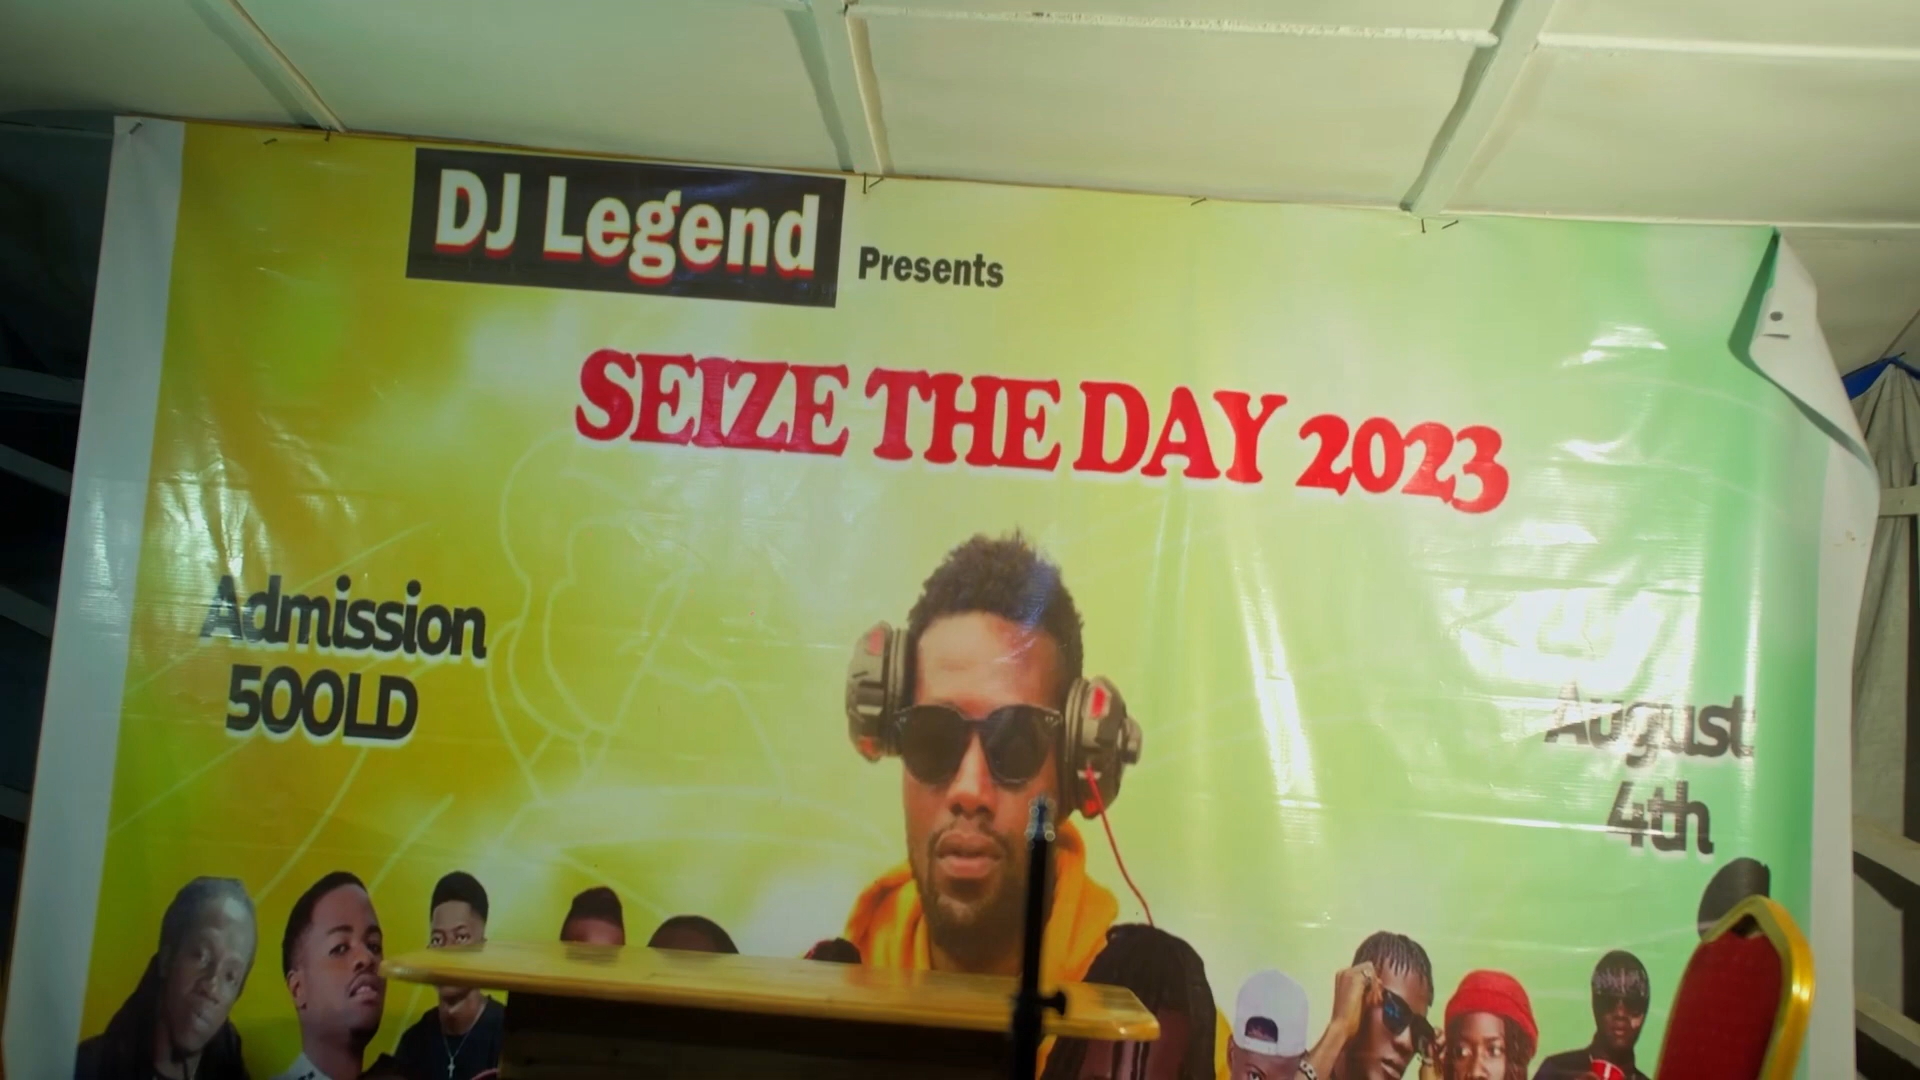 DJ Legend
Presents
SEIZE THE DAY 2023
Admission
500LD
August
4th